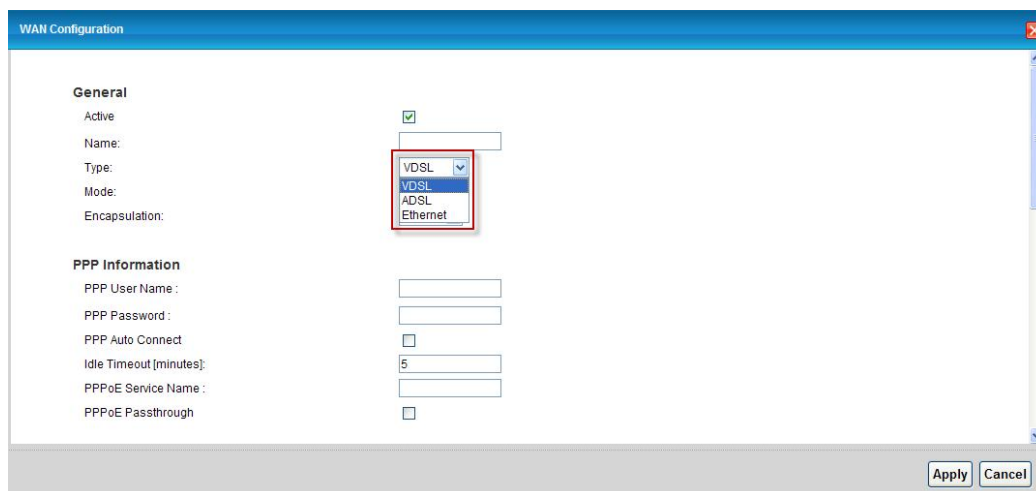 WAN Configuration
General
Active
Name:
Type: VDSL
VDSL
Mode:
ADSL
Encapsulation: Ethernet
PPP Information
PPP User Name :
PPP Password :
PPP Auto Connect
Idle Timeout [minutes]: 5
PPPoE Service Name :
PPPoE Passthrough
Apply Cancel